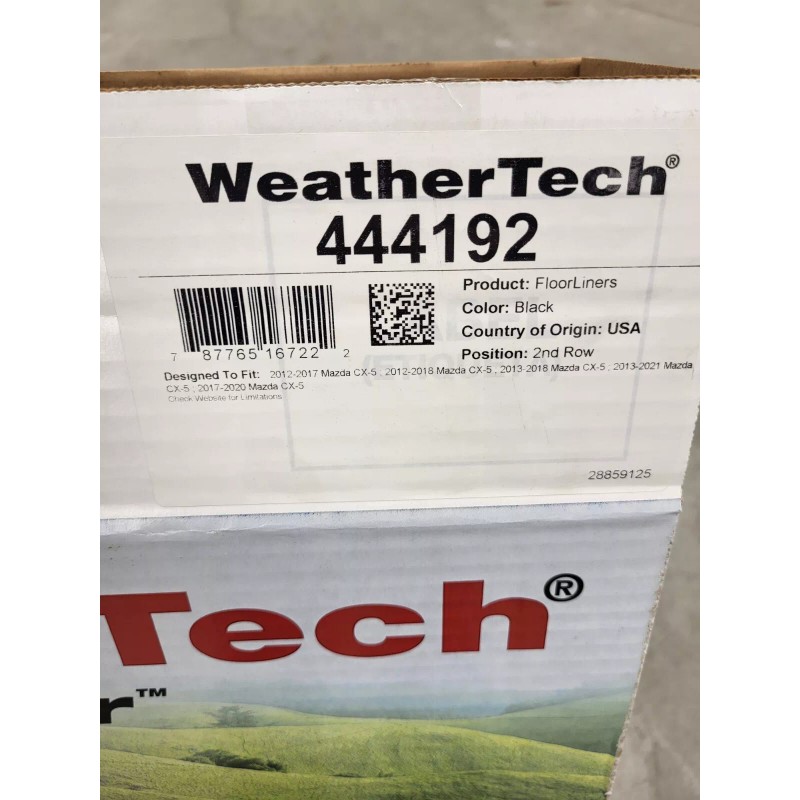 WeatherTech®
444192
Product: FloorLiners
Color: Black
Country of Origin: USA
Position: 2nd Row
7 87765 16722 2
Designed To Fit: 2012-2017 Mazda CX-5 ; 2012-2018 Mazda CX-5 ; 2013-2018 Mazda CX-5 ; 2013-2021 Mazda
CX-5 ; 2017-2020 Mazda CX-5
Check Website for Limitations
28859125
Tech®
r™